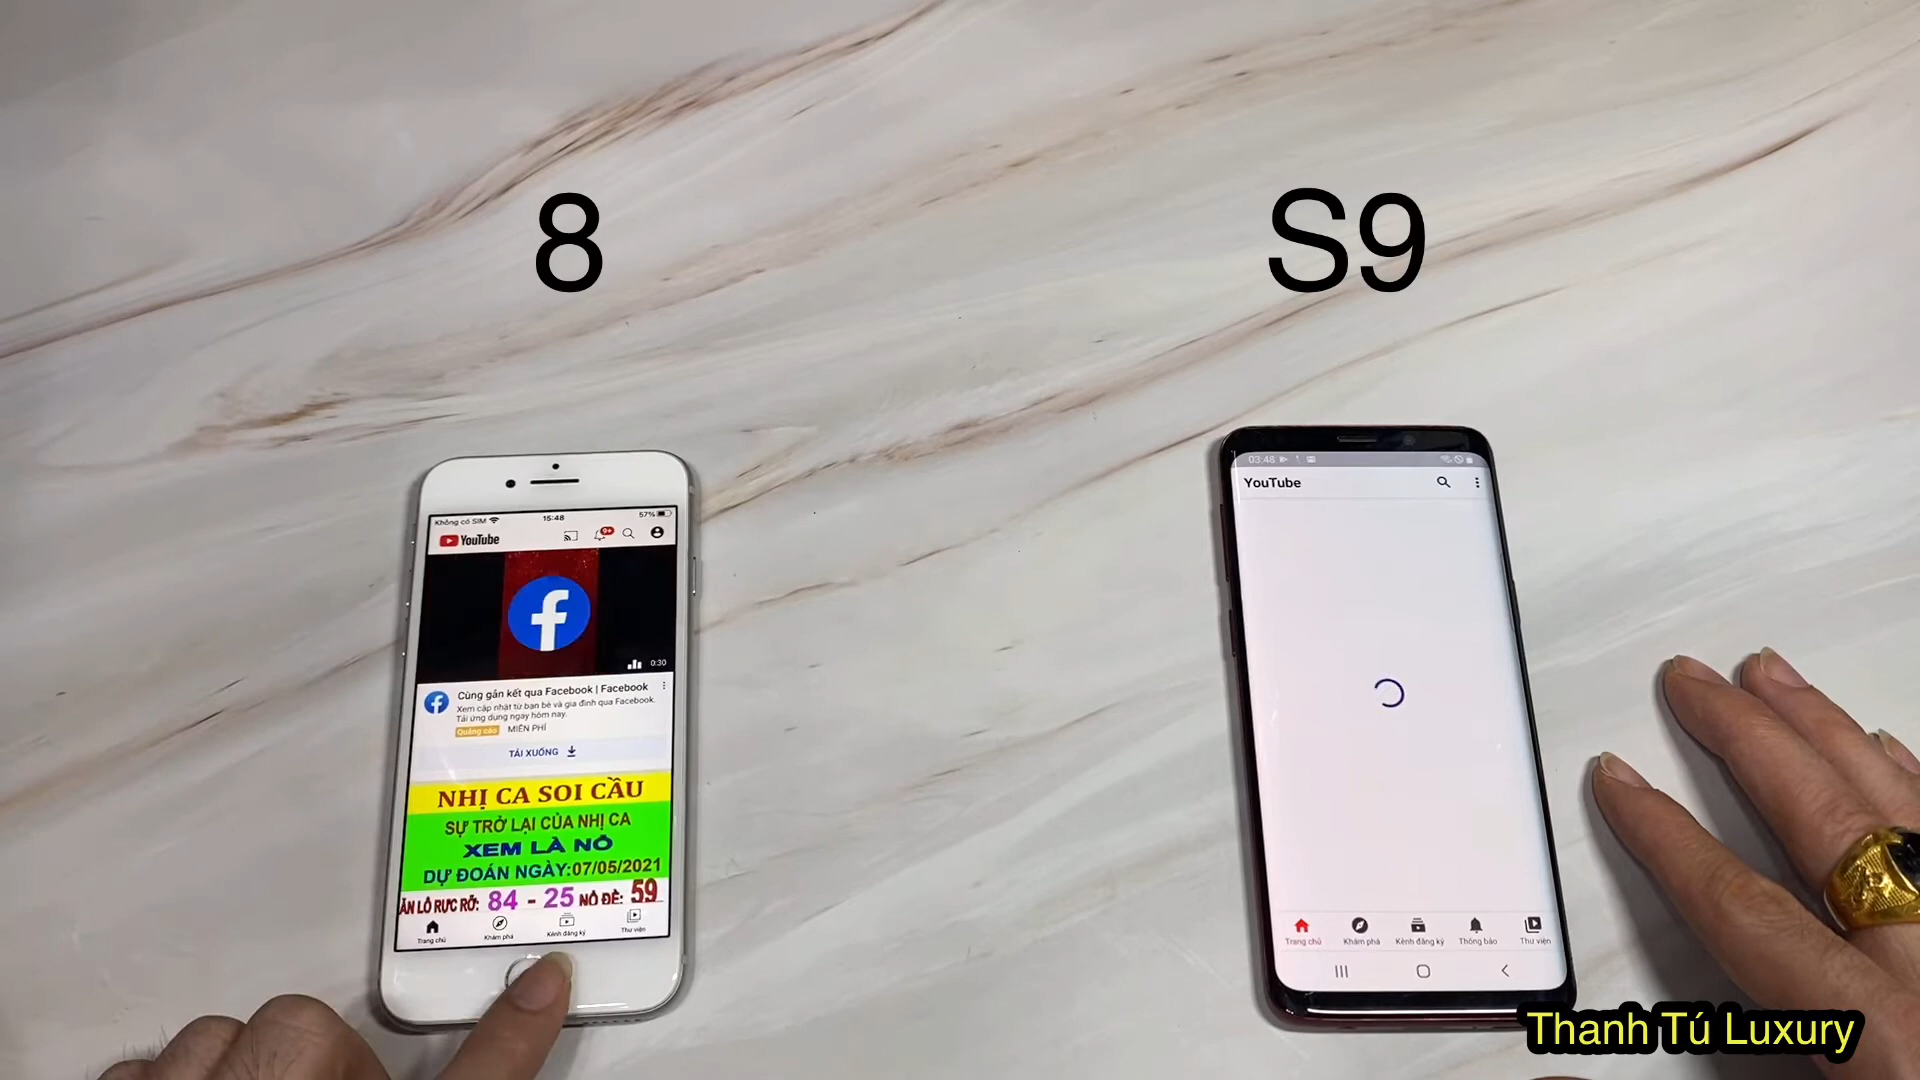 8
S9
Không có SIM
15:48
57%
YouTube
9+
0:30
Cùng gắn kết qua Facebook | Facebook
Xem cập nhật từ bạn bè và gia đình qua Facebook.
Tải ứng dụng ngay hôm nay.
Quảng cáo MIỄN PHÍ
TẢI XUỐNG
NHỊ CA SOI CẦU
SỰ TRỞ LẠI CỦA NHỊ CA
XEM LÀ NỔ
DỰ ĐOÁN NGÀY:07/05/2021
ĂN LÔ RỰC RỠ: 84 - 25 NỔ ĐỀ: 59
Trang chủ Khám phá Kênh đăng ký Thư viện
03:48
YouTube
Trang chủ Khám phá Kênh đăng ký Thông báo Thư viện
Thanh Tú Luxury